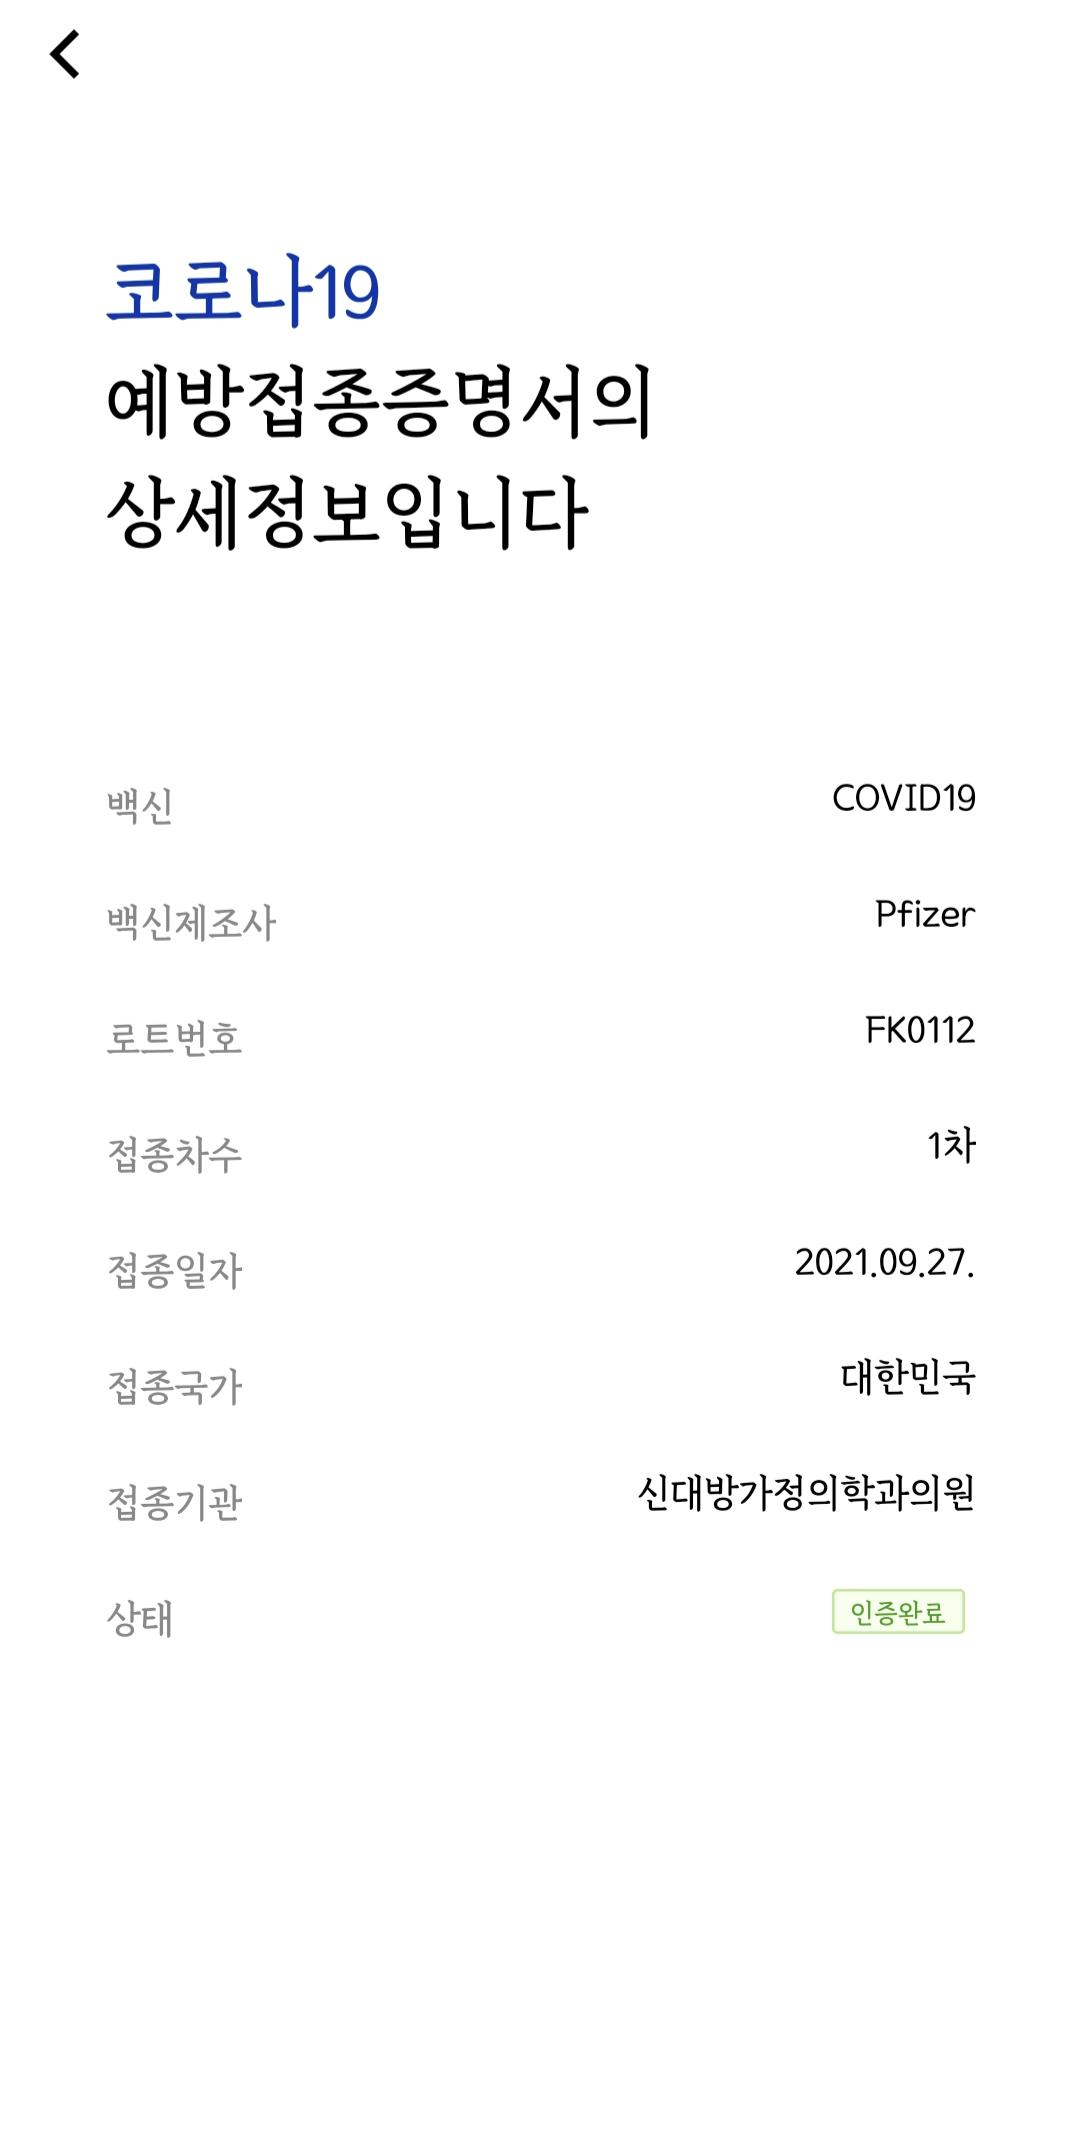 코로나19
예방접종증명서의
상세정보입니다
백신 COVID19
백신제조사 Pfizer
로트번호 FK0112
접종차수 1차
접종일자 2021.09.27.
접종국가 대한민국
접종기관 신대방가정의학과의원
상태 인증완료